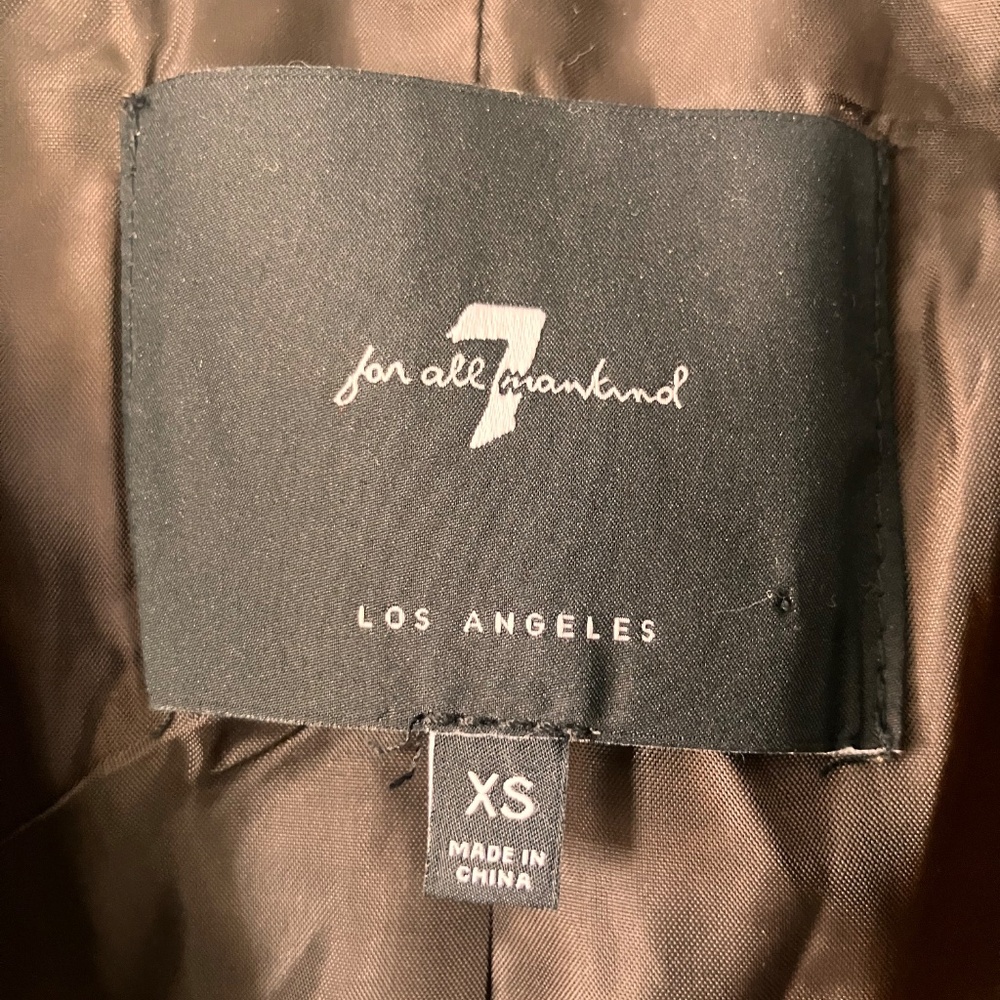 7
for all mankind
LOS ANGELES
XS
MADE IN
CHINA